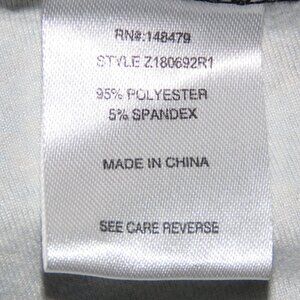 RN#:148479
STYLE Z180692R1
95% POLYESTER
5% SPANDEX
MADE IN CHINA
SEE CARE REVERSE